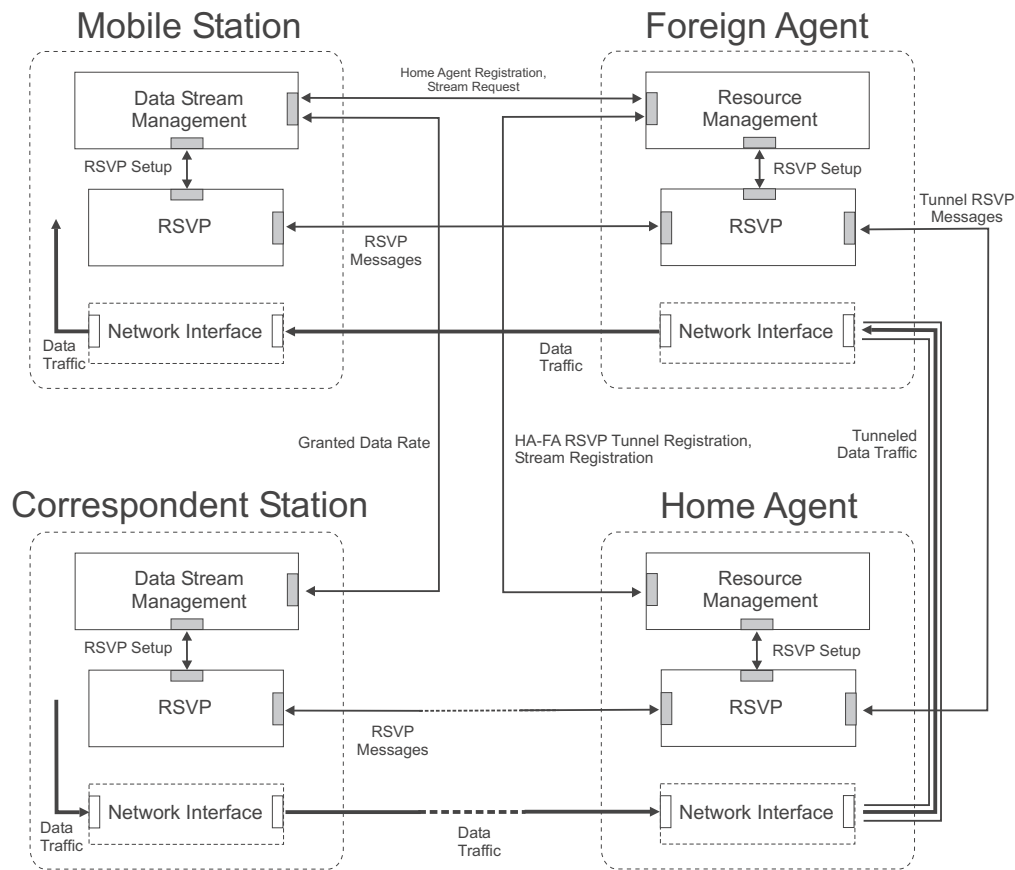 Mobile Station
Foreign Agent
Data Stream
Management
Home Agent Registration,
Stream Request
Resource
Management
RSVP Setup
RSVP Setup
RSVP
RSVP
Messages
RSVP
Tunnel RSVP
Messages
Network Interface
Data
Traffic
Data
Traffic
Network Interface
Granted Data Rate
HA-FA RSVP Tunnel Registration,
Stream Registration
Tunneled
Data Traffic
Correspondent Station
Home Agent
Data Stream
Management
Resource
Management
RSVP Setup
RSVP Setup
RSVP
RSVP
Messages
RSVP
Network Interface
Data
Traffic
Data
Traffic
Network Interface